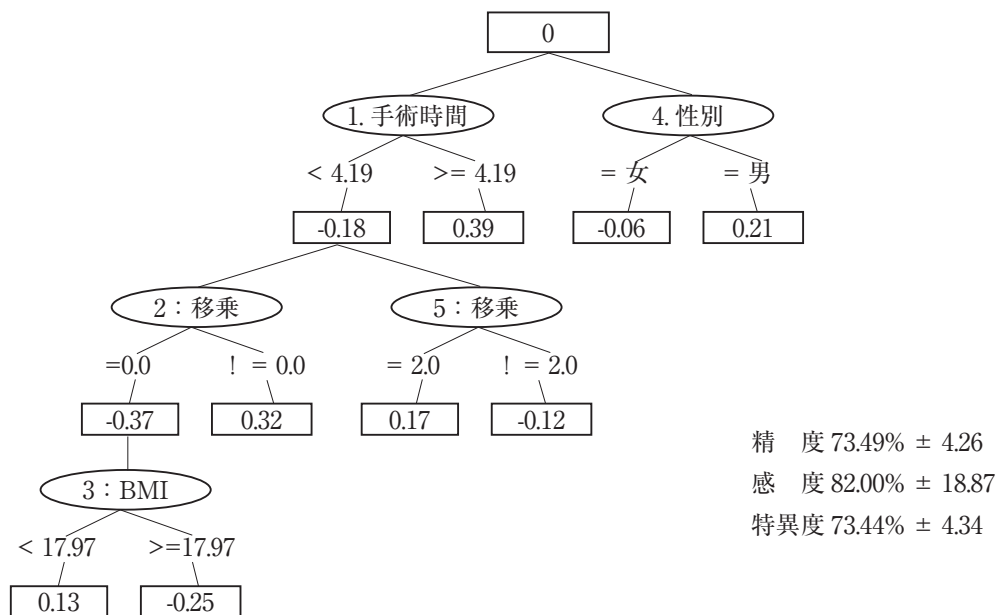 0
1. 手術時間 4. 性別
< 4.19 >= 4.19 = 女 = 男
-0.18 0.39 -0.06 0.21
2：移乗 5：移乗
=0.0 ! = 0.0 = 2.0 ! = 2.0
-0.37 0.32 0.17 -0.12
精　度 73.49% ± 4.26
感　度 82.00% ± 18.87
特異度 73.44% ± 4.34
3：BMI
< 17.97 >=17.97
0.13 -0.25